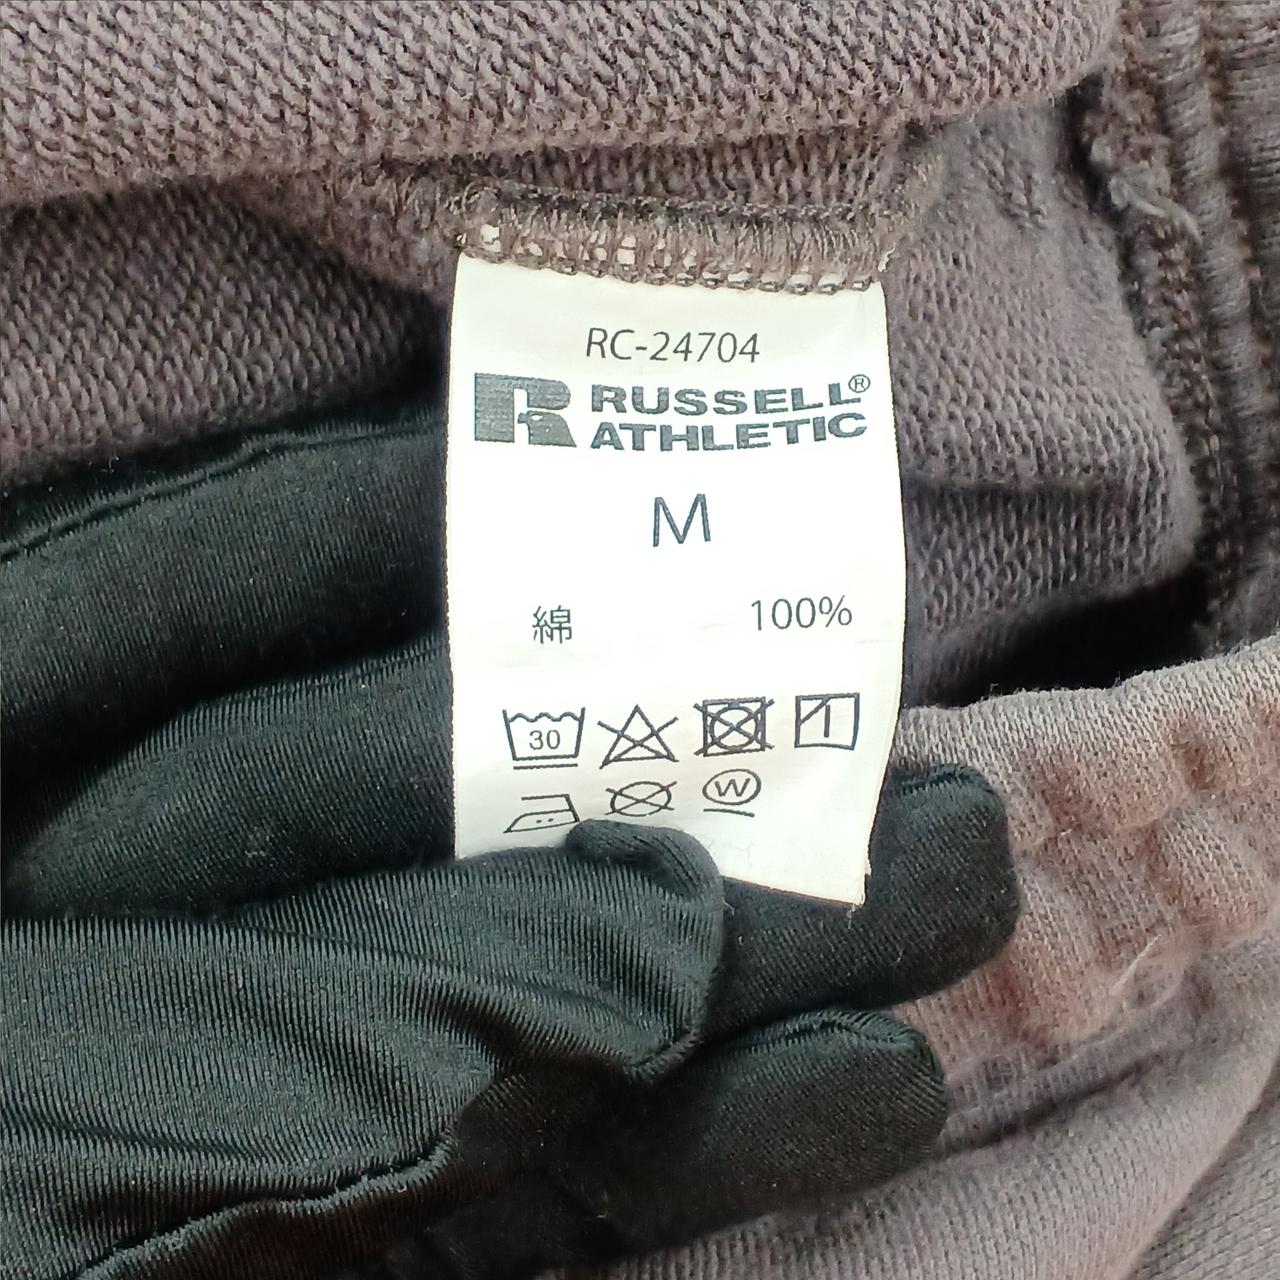 RC-24704
R RUSSELL®
ATHLETIC
M
綿 100%
30
W